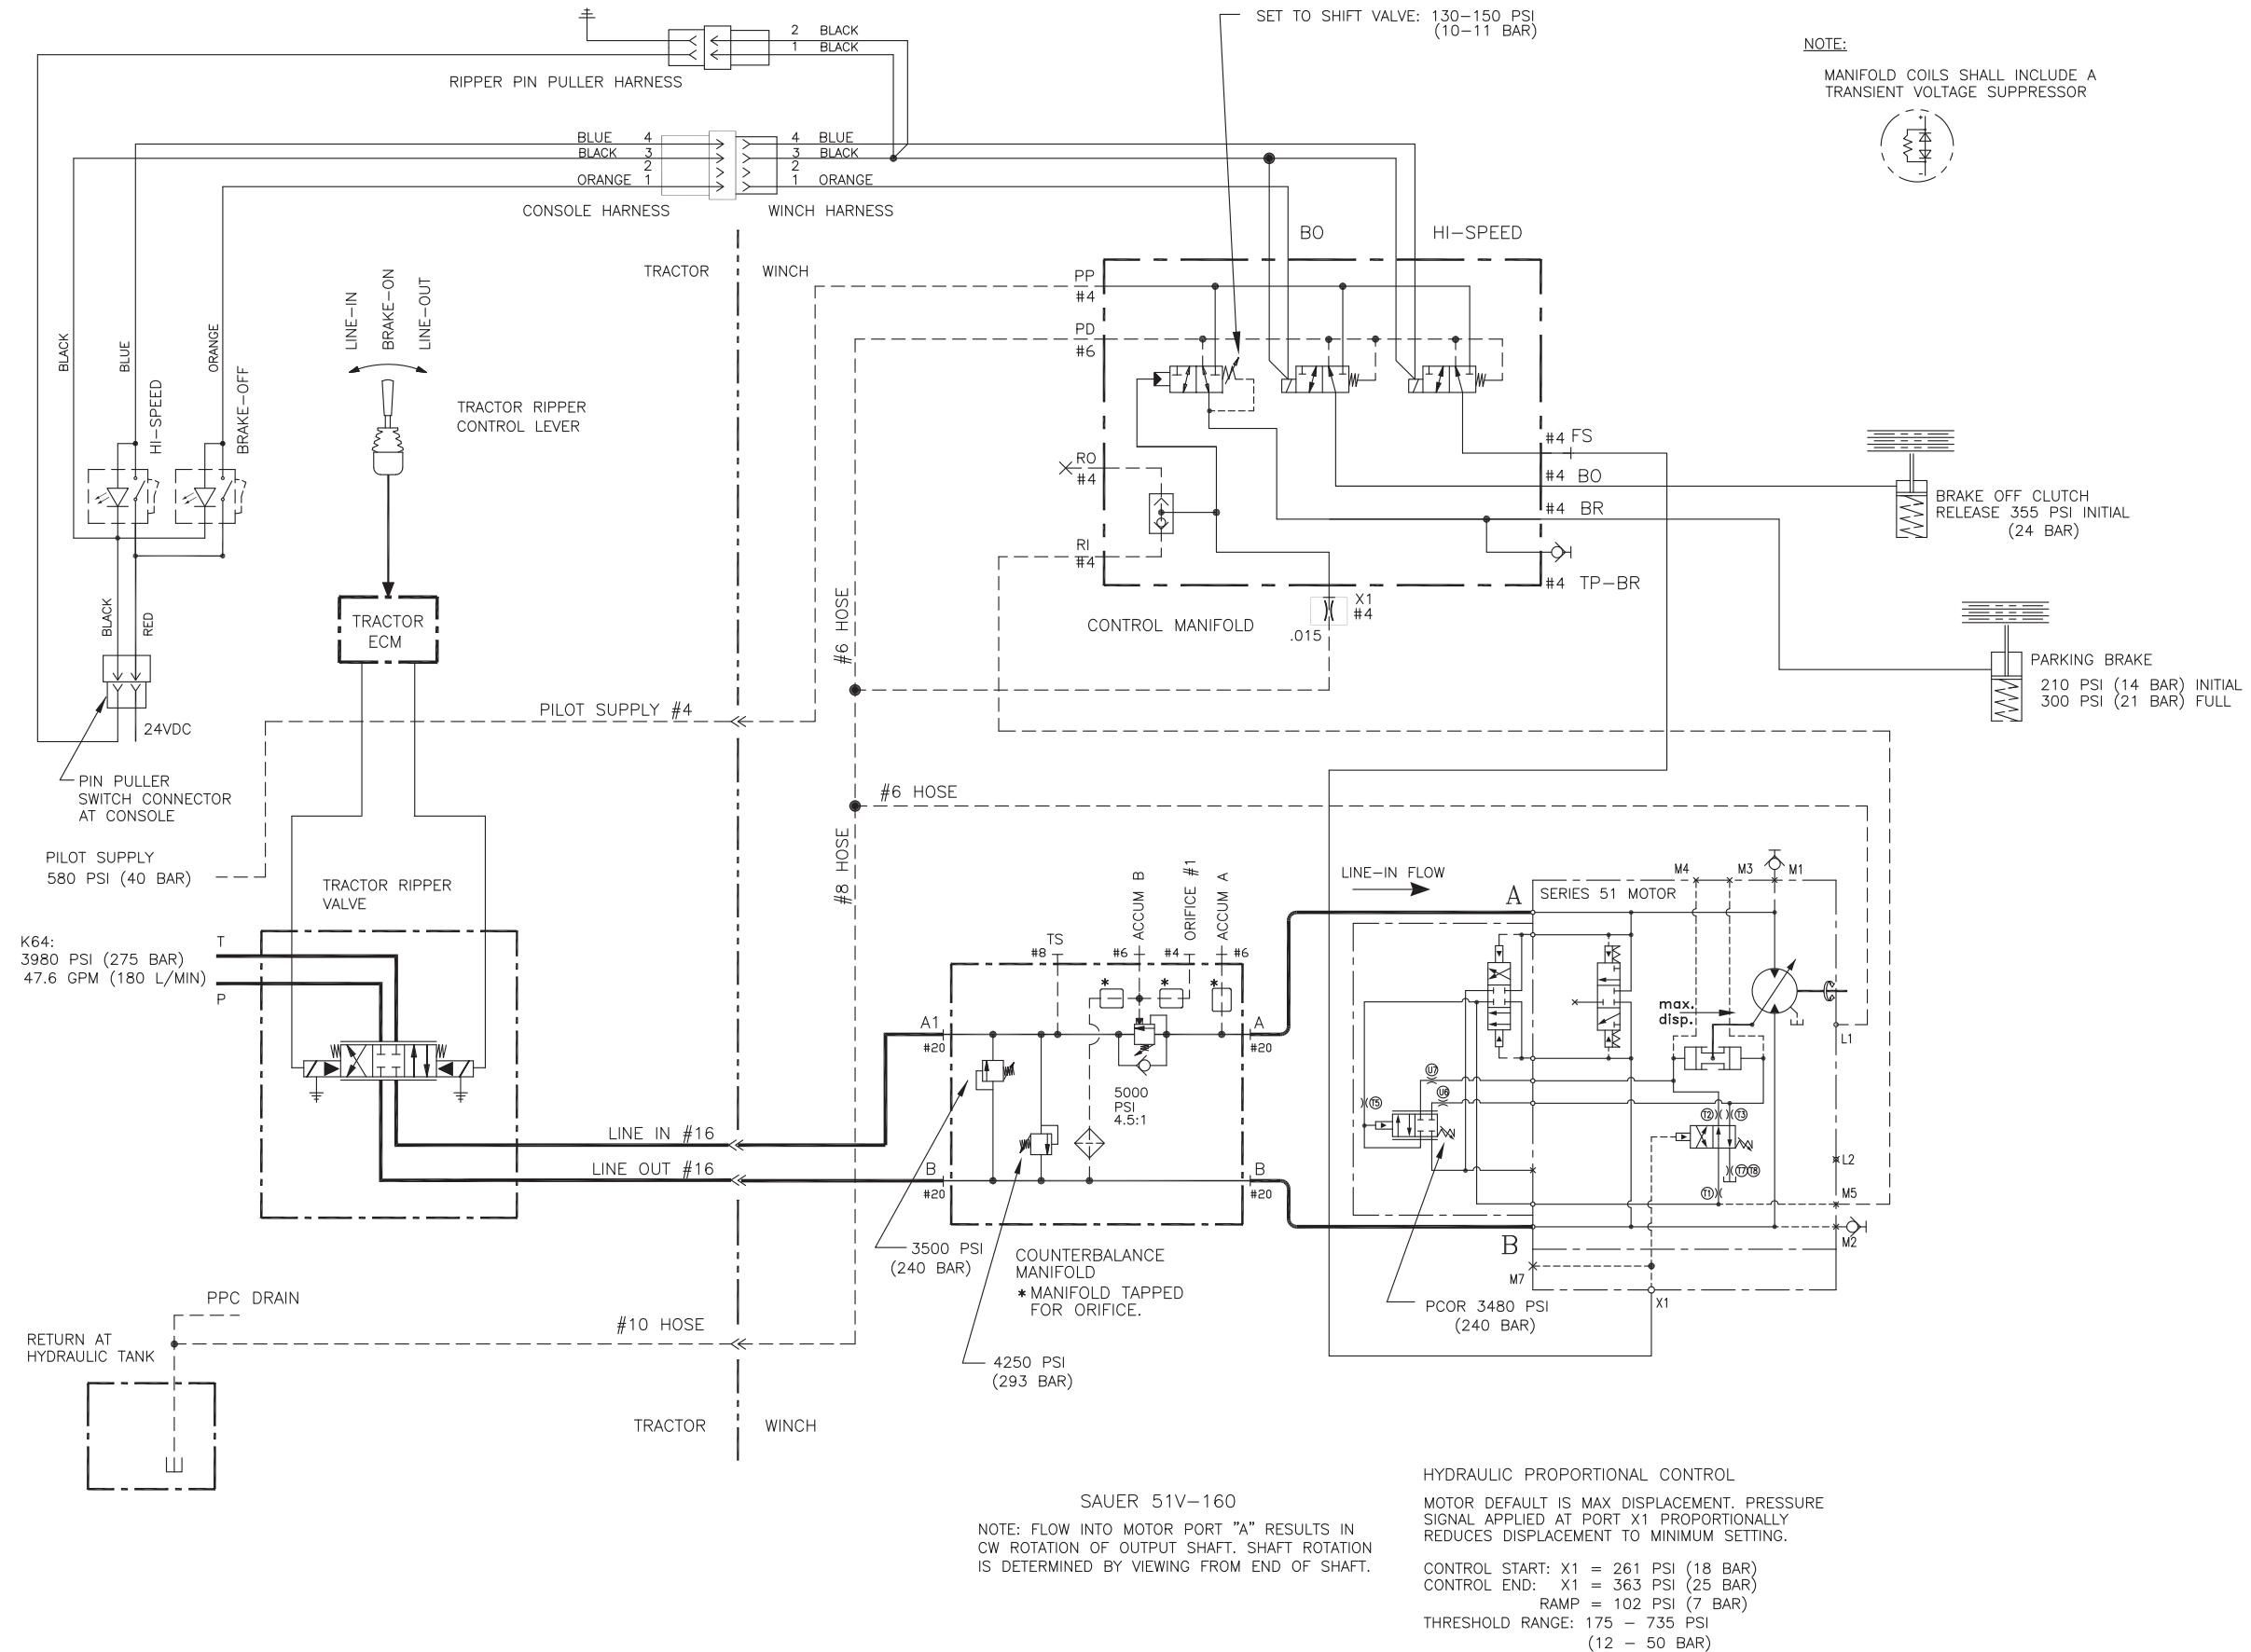 SET TO SHIFT VALVE: 130-150 PSI
(10-11 BAR)
NOTE:
MANIFOLD COILS SHALL INCLUDE A
TRANSIENT VOLTAGE SUPPRESSOR
+
-
2 BLACK
1 BLACK
RIPPER PIN PULLER HARNESS
BLUE 4
BLACK 3
2
ORANGE 1
4 BLUE
3 BLACK
2
1 ORANGE
CONSOLE HARNESS
WINCH HARNESS
TRACTOR
WINCH
BLACK
BLUE
ORANGE
HI-SPEED
BRAKE-OFF
LINE-IN
BRAKE-ON
LINE-OUT
TRACTOR RIPPER
CONTROL LEVER
TRACTOR
ECM
BLACK
RED
24VDC
PIN PULLER
SWITCH CONNECTOR
AT CONSOLE
PILOT SUPPLY
580 PSI (40 BAR)
PILOT SUPPLY #4
BO
HI-SPEED
PP
#4
PD
#6
RO
#4
RI
#4
#4 FS
#4 BO
#4 BR
#4 TP-BR
X1
#4
.015
CONTROL MANIFOLD
BRAKE OFF CLUTCH
RELEASE 355 PSI INITIAL
(24 BAR)
PARKING BRAKE
210 PSI (14 BAR) INITIAL
300 PSI (21 BAR) FULL
#6 HOSE
#6 HOSE
#8 HOSE
TRACTOR RIPPER
VALVE
K64:
3980 PSI (275 BAR)
47.6 GPM (180 L/MIN)
T
P
LINE IN #16
LINE OUT #16
TS
#8
ACCUM B
#6
ORIFICE #1
#4
ACCUM A
#6
*
*
*
A1
#20
A
#20
B
#20
B
#20
5000
PSI
4.5:1
3500 PSI
(240 BAR)
4250 PSI
(293 BAR)
COUNTERBALANCE
MANIFOLD
* MANIFOLD TAPPED
FOR ORIFICE.
LINE-IN FLOW
A
B
SERIES 51 MOTOR
M4
M3
M1
max.
disp.
L1
L2
M5
M2
M7
X1
U7
U6
T5
T2
T3
T7
T8
T1
PCOR 3480 PSI
(240 BAR)
PPC DRAIN
RETURN AT
HYDRAULIC TANK
#10 HOSE
TRACTOR
WINCH
SAUER 51V-160
NOTE: FLOW INTO MOTOR PORT "A" RESULTS IN
CW ROTATION OF OUTPUT SHAFT. SHAFT ROTATION
IS DETERMINED BY VIEWING FROM END OF SHAFT.
HYDRAULIC PROPORTIONAL CONTROL
MOTOR DEFAULT IS MAX DISPLACEMENT. PRESSURE
SIGNAL APPLIED AT PORT X1 PROPORTIONALLY
REDUCES DISPLACEMENT TO MINIMUM SETTING.
CONTROL START: X1 = 261 PSI (18 BAR)
CONTROL END: X1 = 363 PSI (25 BAR)
RAMP = 102 PSI (7 BAR)
THRESHOLD RANGE: 175 - 735 PSI
(12 - 50 BAR)